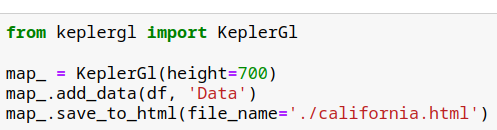 from keplergl import KeplerGl
map_ = KeplerGl(height=700)
map_.add_data(df, 'Data')
map_.save_to_html(file_name='./california.html')